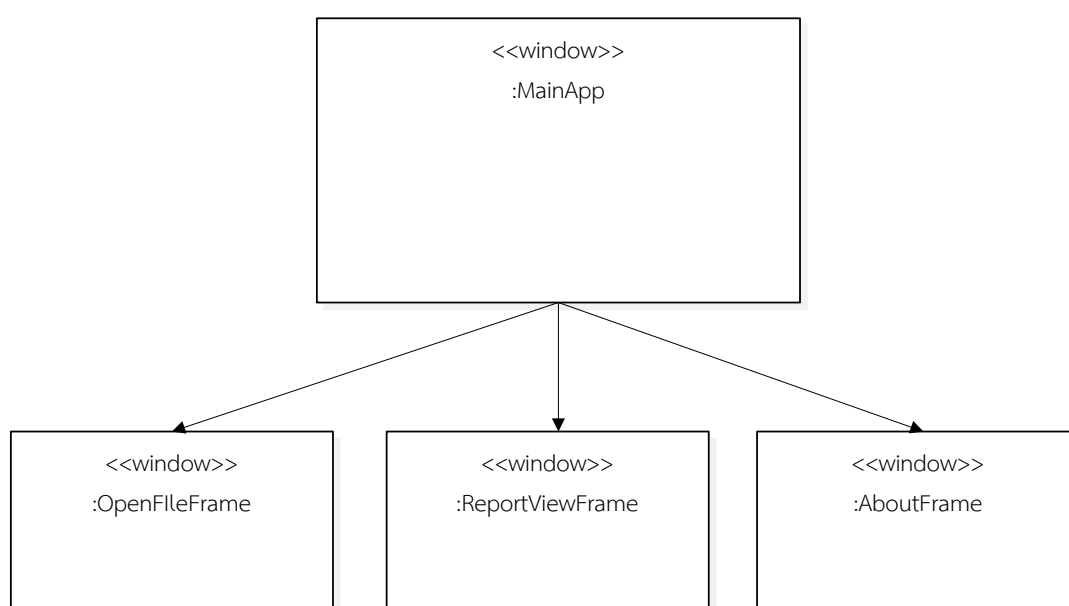 <<window>>
:MainApp
<<window>>
:OpenFIleFrame
<<window>>
:ReportViewFrame
<<window>>
:AboutFrame